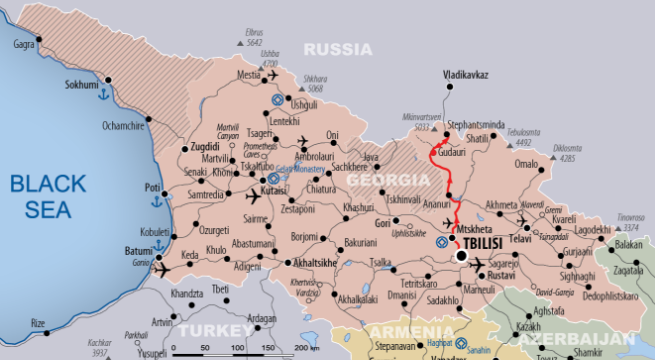 Elbrus
5642
RUSSIA
Gagra
Ushba
4700
Mestia
Shkhara
5068
Vladikavkaz
Sokhumi
Ushguli
Lentekhi
Mkinvartsveri
5033
Stephantsminda
Ochamchire
Tsageri
Oni
Shatili
Tebulosmta
4492
Martvili
Canyon
Zugdidi
Prometheus
Caves
Ambrolauri
Gudauri
Diklosmta
4285
Martvili
Sachkhere
Java
Omalo
Senaki
Khoni
Tskaltubo
Gelati Monastery
GEORGIA
BLACK
SEA
Poti
Samtredia
Kutaisi
Chiatura
Tskhinvali
Ananuri
Zestaponi
Khashuri
Akhmeta
Alaverdi
Gremi
Kvareli
Tinovroso
3374
Kobuleti
Ozurgeti
Sairme
Gori
Uphlistsikhe
Mtskheta
Telavi
Tsinandali
Lagodekhi
Batumi
Gonio
Keda
Khulo
Abastumani
Borjomi
Bakuriani
TBILISI
Balakan
Adigeni
Akhaltsikhe
Tsalka
Sagarejo
Gurjaani
Zaqatala
Khertvisi
Vardzia
Tetritskaro
Rustavi
Sighnaghi
Khandzta
Tbeti
Akhalkalaki
Dmanisi
Marneuli
David-Gareja
Dedoplistskaro
Sadakhlo
Rize
Artvin
Ardagan
Aghstafa
TURKEY
ARMENIA
Kazakh
AZERBAIJAN
Parkhali
Kachkar
3937
Yusupeli
0
50
100
200 km
Stepanavan
Haghpat
Sanahin
Vanadzor
Shamkir